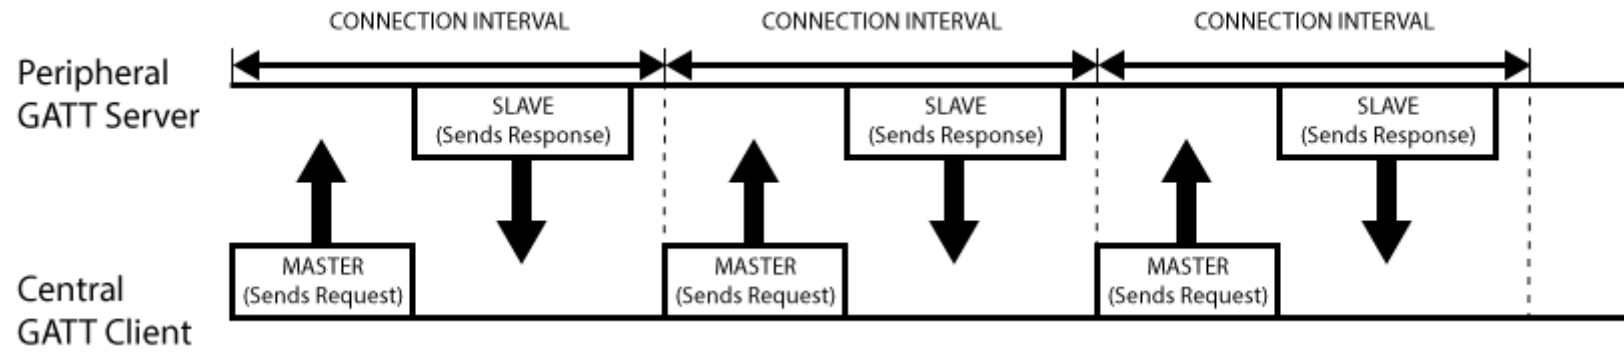 CONNECTION INTERVAL
CONNECTION INTERVAL
CONNECTION INTERVAL
Peripheral
GATT Server
SLAVE
(Sends Response)
SLAVE
(Sends Response)
SLAVE
(Sends Response)
MASTER
(Sends Request)
MASTER
(Sends Request)
MASTER
(Sends Request)
Central
GATT Client